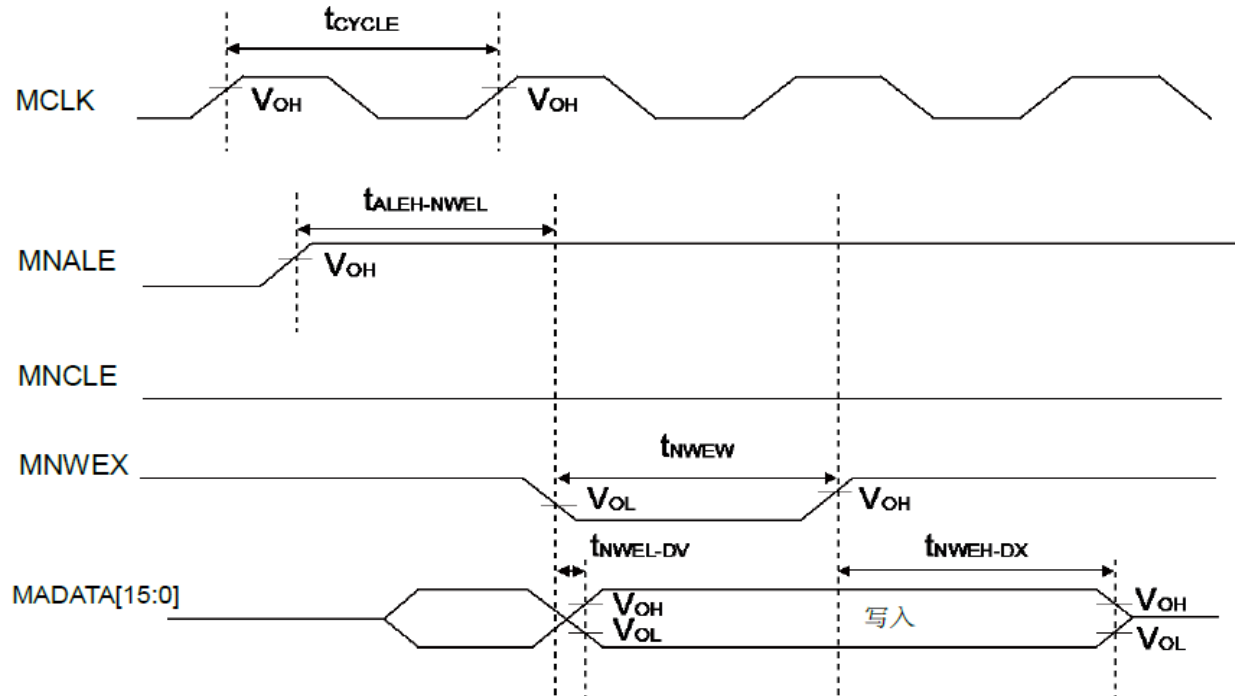 tCYCLE
MCLK
VOH
VOH
tALEH-NWEL
MNALE
VOH
MNCLE
tNWEW
MNWEX
VOL
VOH
tNWEL-DV
tNWEH-DX
MADATA[15:0]
VOH
写入
VOH
VOL
VOL